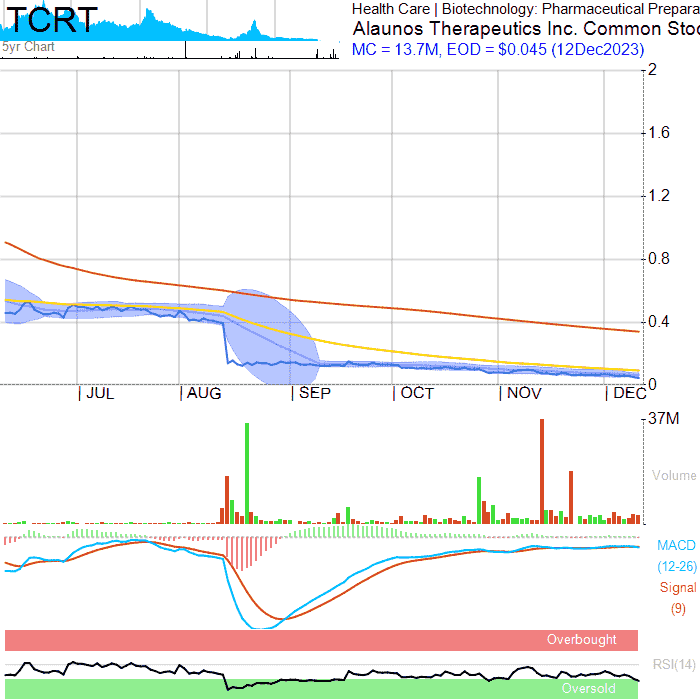 TCRT
5yr Chart
Health Care | Biotechnology: Pharmaceutical Prepara
Alaunos Therapeutics Inc. Common Stoc
MC = 13.7M, EOD = $0.045 (12Dec2023)
2
1.6
1.2
0.8
0.4
0
JUL
AUG
SEP
OCT
NOV
DEC
37M
Volume
MACD
(12-26)
Signal
(9)
Overbought
RSI(14)
Oversold